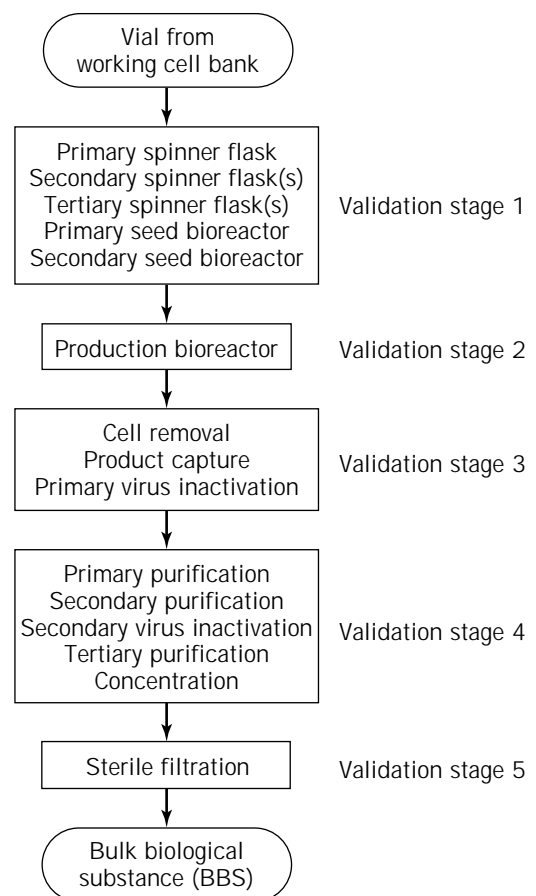 Vial from
working cell bank
Primary spinner flask
Secondary spinner flask(s)
Tertiary spinner flask(s)
Primary seed bioreactor
Secondary seed bioreactor
Validation stage 1
Production bioreactor
Validation stage 2
Cell removal
Product capture
Primary virus inactivation
Validation stage 3
Primary purification
Secondary purification
Secondary virus inactivation
Tertiary purification
Concentration
Validation stage 4
Sterile filtration
Validation stage 5
Bulk biological
substance (BBS)